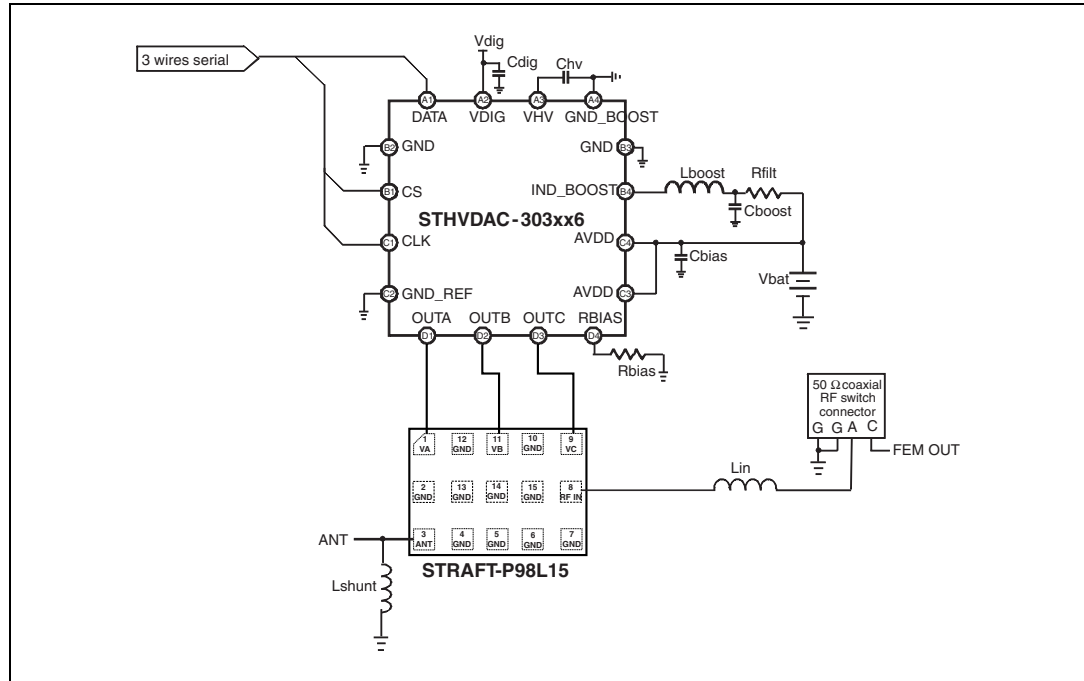 3 wires serial
Vdig
Cdig
Chv
A1
A2
A3
A4
DATA
VDIG
VHV
GND_BOOST
B2
GND
GND
B3
B1
CS
IND_BOOST
B4
Lboost
Rfilt
Cboost
STHVDAC-303xx6
C1
CLK
AVDD
C4
Cbias
Vbat
C2
GND_REF
AVDD
C3
OUTA
OUTB
OUTC
RBIAS
D1
D2
D3
D4
Rbias
50 Ω coaxial
RF switch
connector
G G A C
FEM OUT
1
VA
12
GND
11
VB
10
GND
9
VC
2
GND
13
GND
14
GND
15
GND
8
RF IN
Lin
3
ANT
4
GND
5
GND
6
GND
7
GND
ANT
STRAFT-P98L15
Lshunt